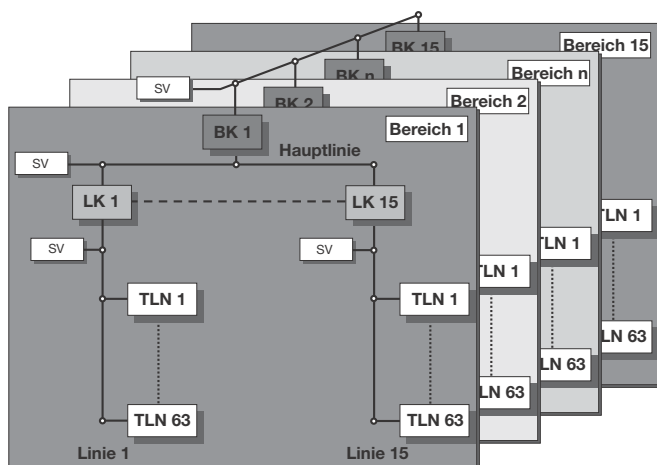 BK 15
Bereich 15
BK n
Bereich n
SV
BK 2
Bereich 2
BK 1
Bereich 1
Hauptlinie
SV
LK 1
LK 15
SV
SV
TLN 1
TLN 1
TLN 1
TLN 1
TLN 1
TLN 63
TLN 63
TLN 63
LN 63
LN 63
Linie 1
Linie 15